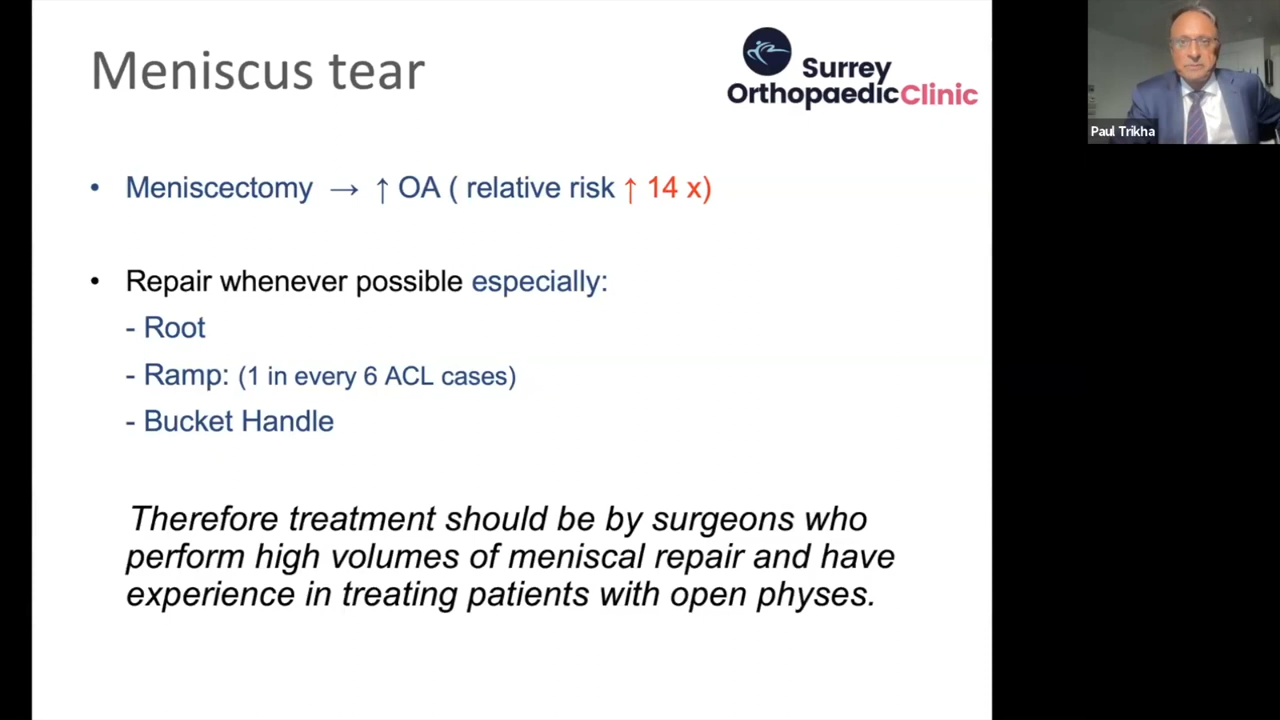 Meniscus tear
Surrey
OrthopaedicClinic
Paul Trikha
• Meniscectomy → ↑ OA ( relative risk ↑ 14 x)
• Repair whenever possible especially:
- Root
- Ramp: (1 in every 6 ACL cases)
- Bucket Handle
Therefore treatment should be by surgeons who
perform high volumes of meniscal repair and have
experience in treating patients with open physes.